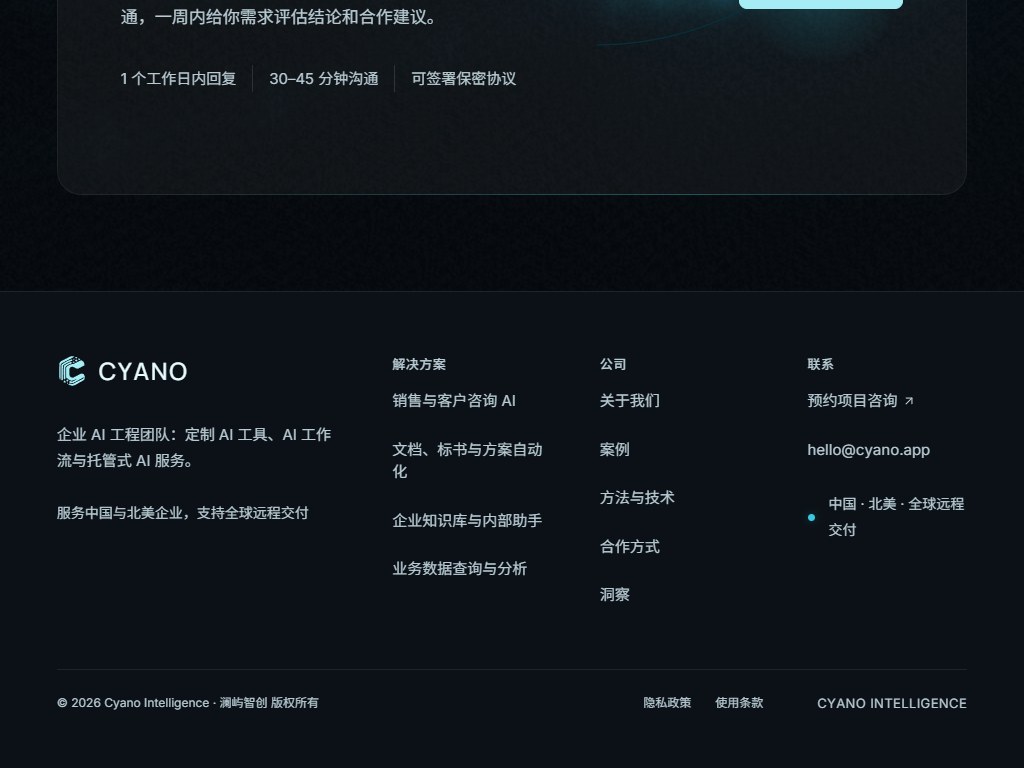 通，一周内给你需求评估结论和合作建议。
1 个工作日内回复
30–45 分钟沟通
可签署保密协议
CYANO
企业 AI 工程团队：定制 AI 工具、AI 工作
流与托管式 AI 服务。
服务中国与北美企业，支持全球远程交付
解决方案
销售与客户咨询 AI
文档、标书与方案自动
化
企业知识库与内部助手
业务数据查询与分析
公司
关于我们
案例
方法与技术
合作方式
洞察
联系
预约项目咨询 ↗
hello@cyano.app
中国 · 北美 · 全球远程
交付
© 2026 Cyano Intelligence · 澜屿智创 版权所有
隐私政策
使用条款
CYANO INTELLIGENCE